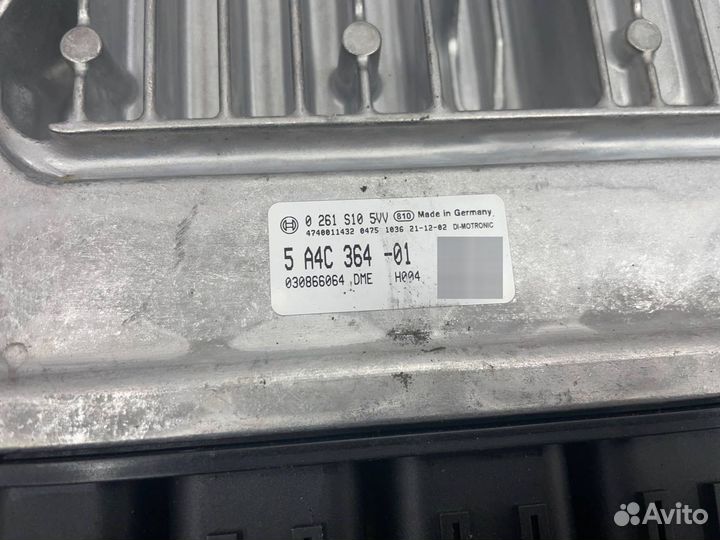 0 261 S10 5VV 810 Made in Germany
4740011432 0475 1036 21-12-02 DI-MOTRONIC
5 A4C 364 -01
030866064 DME H004
Avito